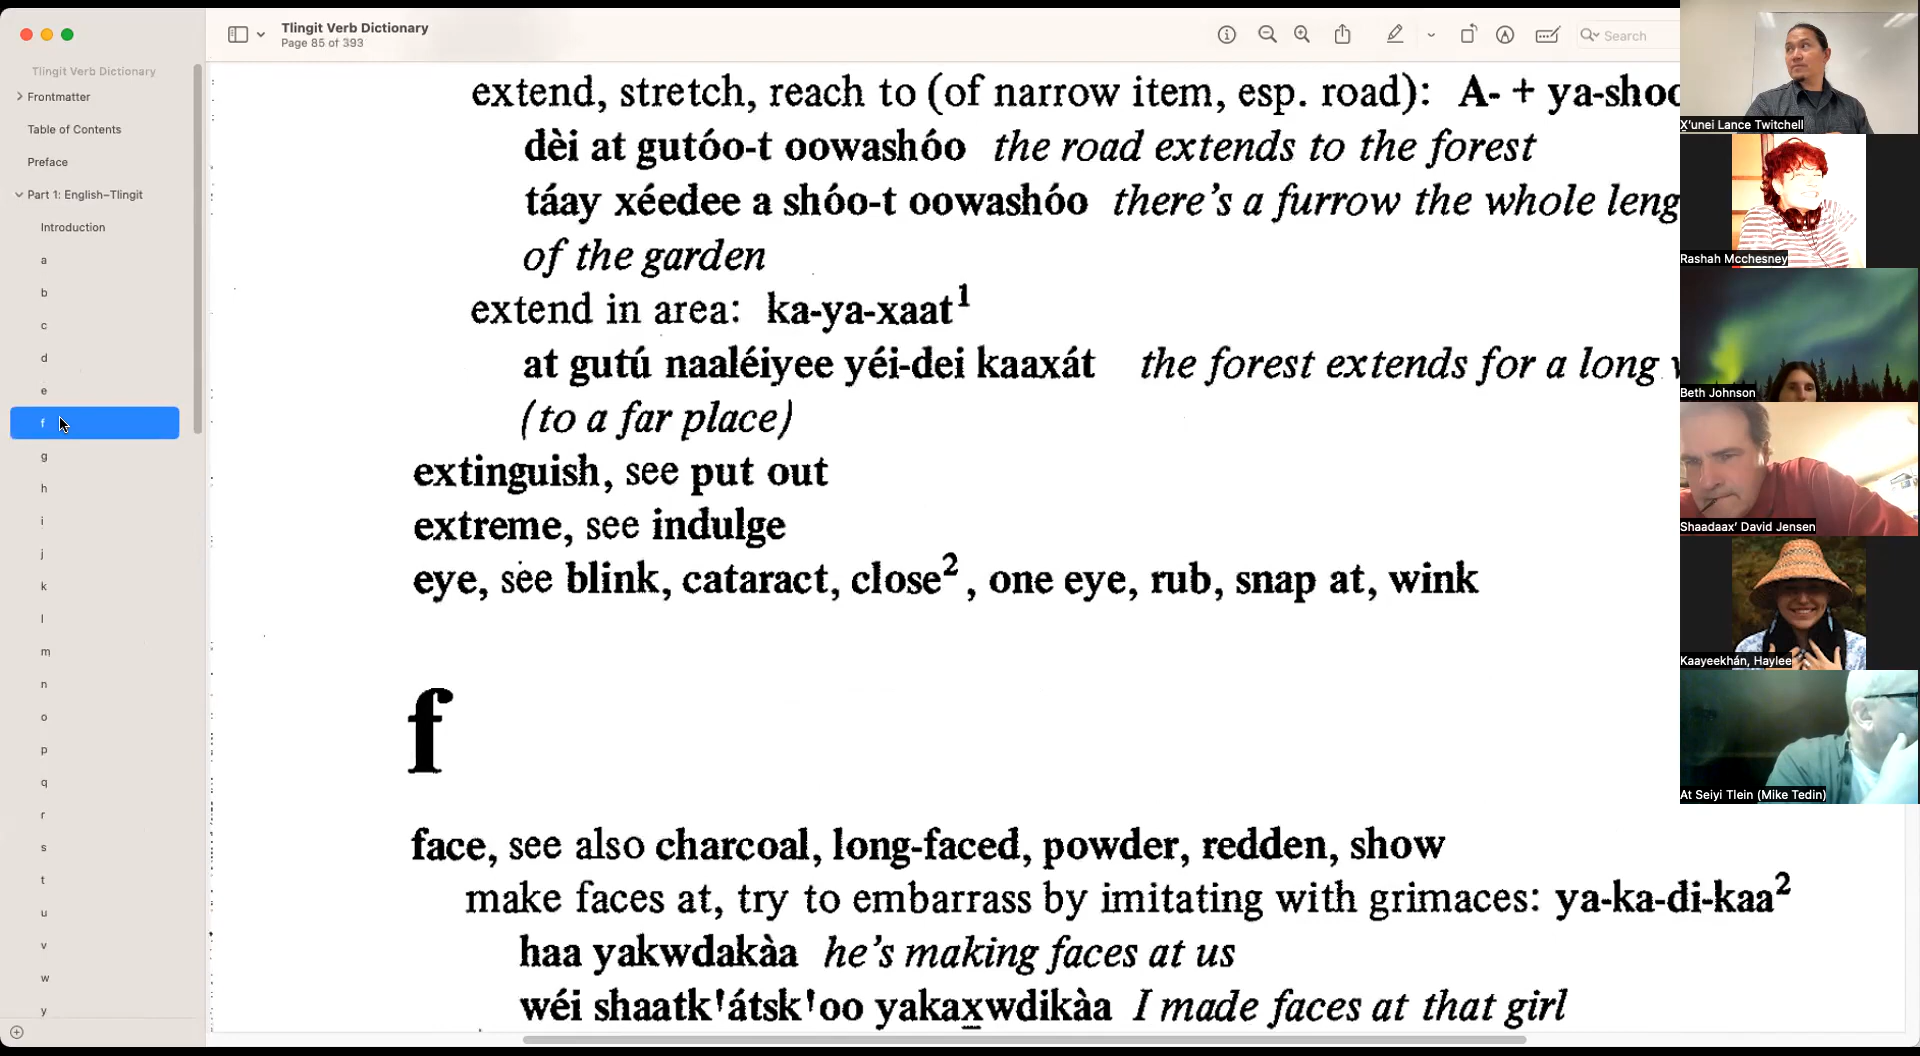 Tlingit Verb Dictionary
Page 85 of 393
Search
Tlingit Verb Dictionary
Frontmatter
Table of Contents
Preface
Part 1: English–Tlingit
Introduction
a
b
c
d
e
f
g
h
i
j
k
l
m
n
o
p
q
r
s
t
u
v
w
y
extend, stretch, reach to (of narrow item, esp. road): A- + ya-shoo
dèi at gutóo-t oowashóo the road extends to the forest
táay xéedee a shóo-t oowashóo there's a furrow the whole leng
of the garden
extend in area: ka-ya-xaat¹
at gutú naaléiyee yéi-dei kaaxát the forest extends for a long
(to a far place)
extinguish, see put out
extreme, see indulge
eye, see blink, cataract, close², one eye, rub, snap at, wink
f
face, see also charcoal, long-faced, powder, redden, show
make faces at, try to embarrass by imitating with grimaces: ya-ka-di-kaa²
haa yakwdakàa he's making faces at us
wéi shaatk'átsk'oo yakax̲wdikàa I made faces at that girl
X̱'unei Lance Twitchell
Rashah Mcchesney
Beth Johnson
Shaadaax' David Jensen
Kaayeekhán, Haylee
At Seiyi Tlein (Mike Tedin)